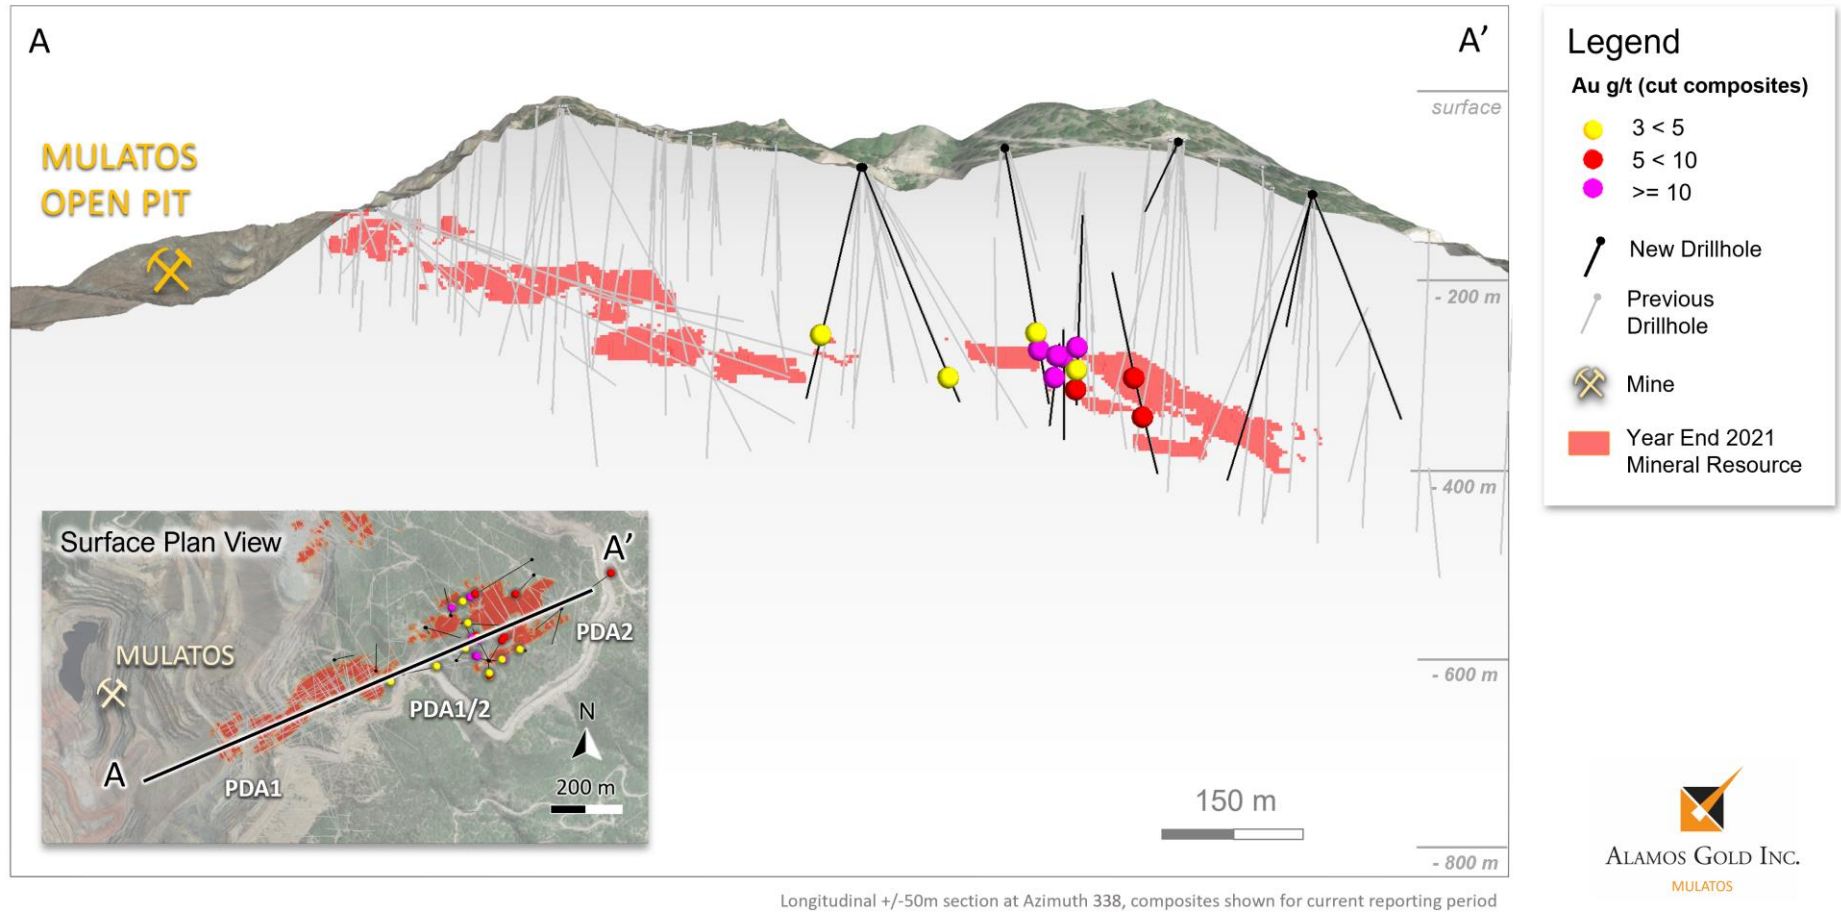 A
A’
MULATOS
OPEN PIT
surface
- 200 m
- 400 m
- 600 m
- 800 m
150 m
Surface Plan View
A’
PDA2
MULATOS
PDA1/2
N
A
PDA1
200 m
Legend
Au g/t (cut composites)
3 < 5
5 < 10
>= 10
New Drillhole
Previous
Drillhole
Mine
Year End 2021
Mineral Resource
ALAMOS GOLD INC.
MULATOS
Longitudinal +/-50m section at Azimuth 338, composites shown for current reporting period